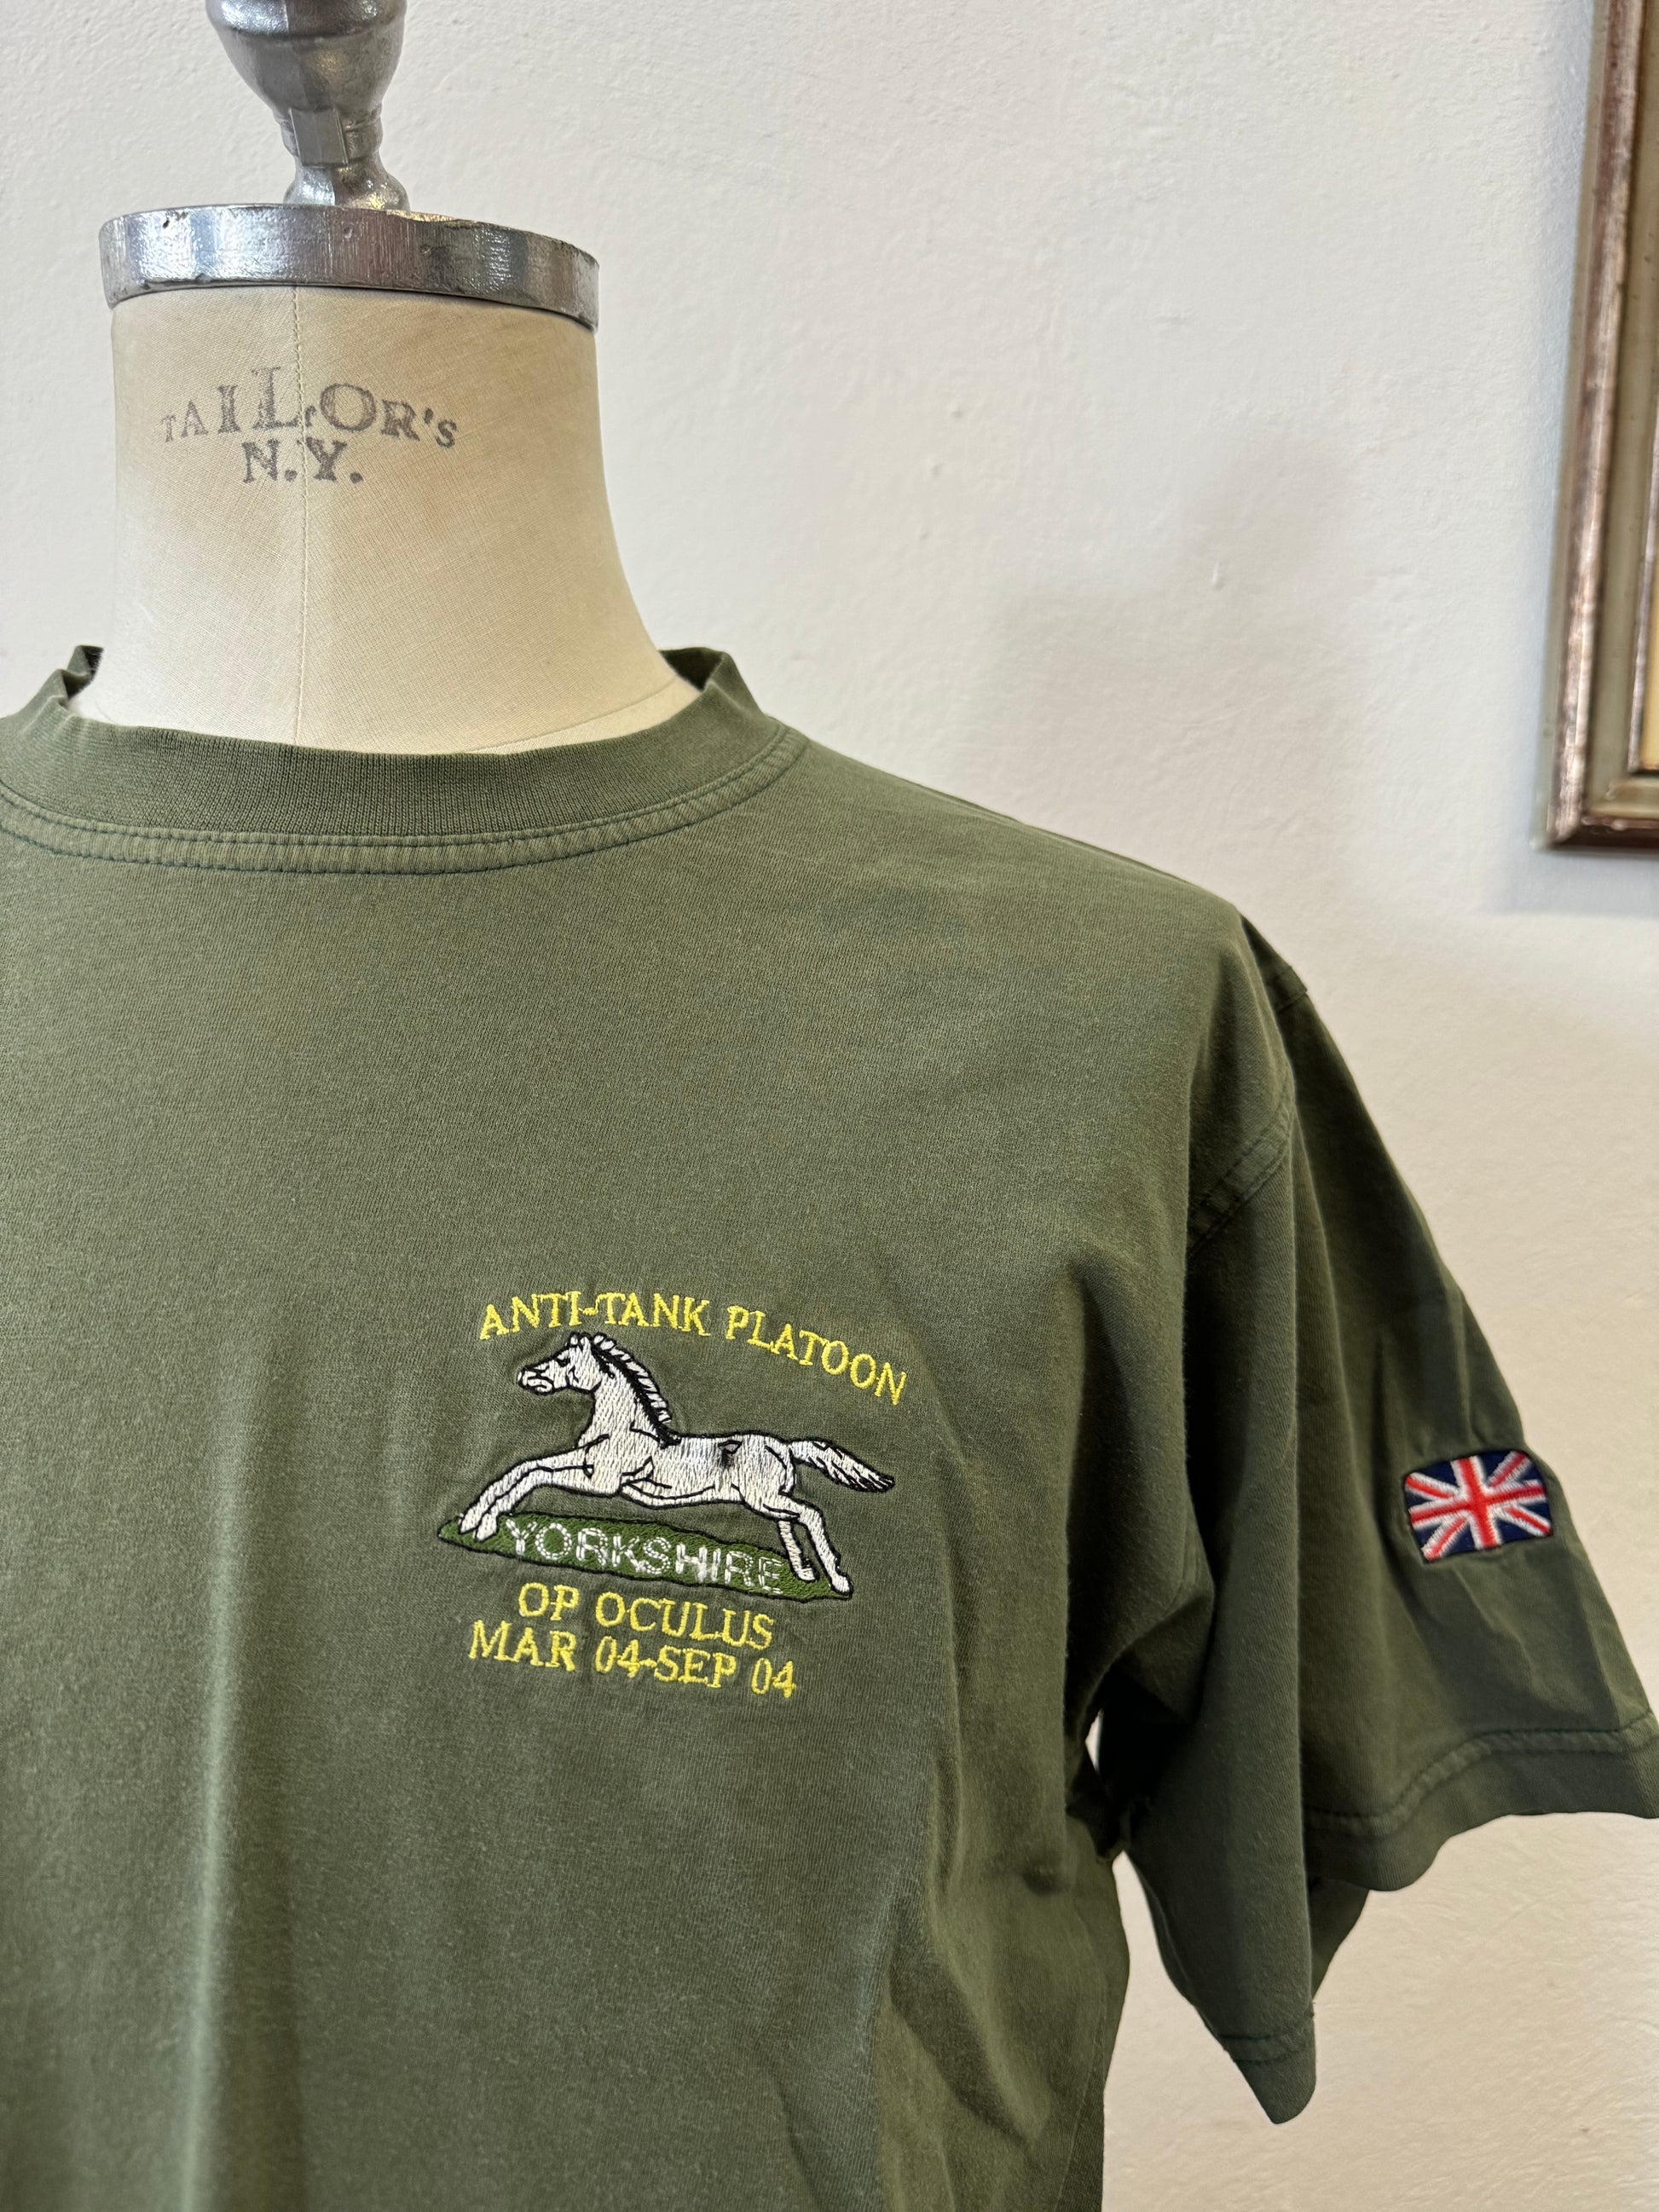 TAILOR'S
N.Y.
ANTI-TANK PLATOON
YORKSHIRE
OP OCULUS
MAR 04-SEP 04